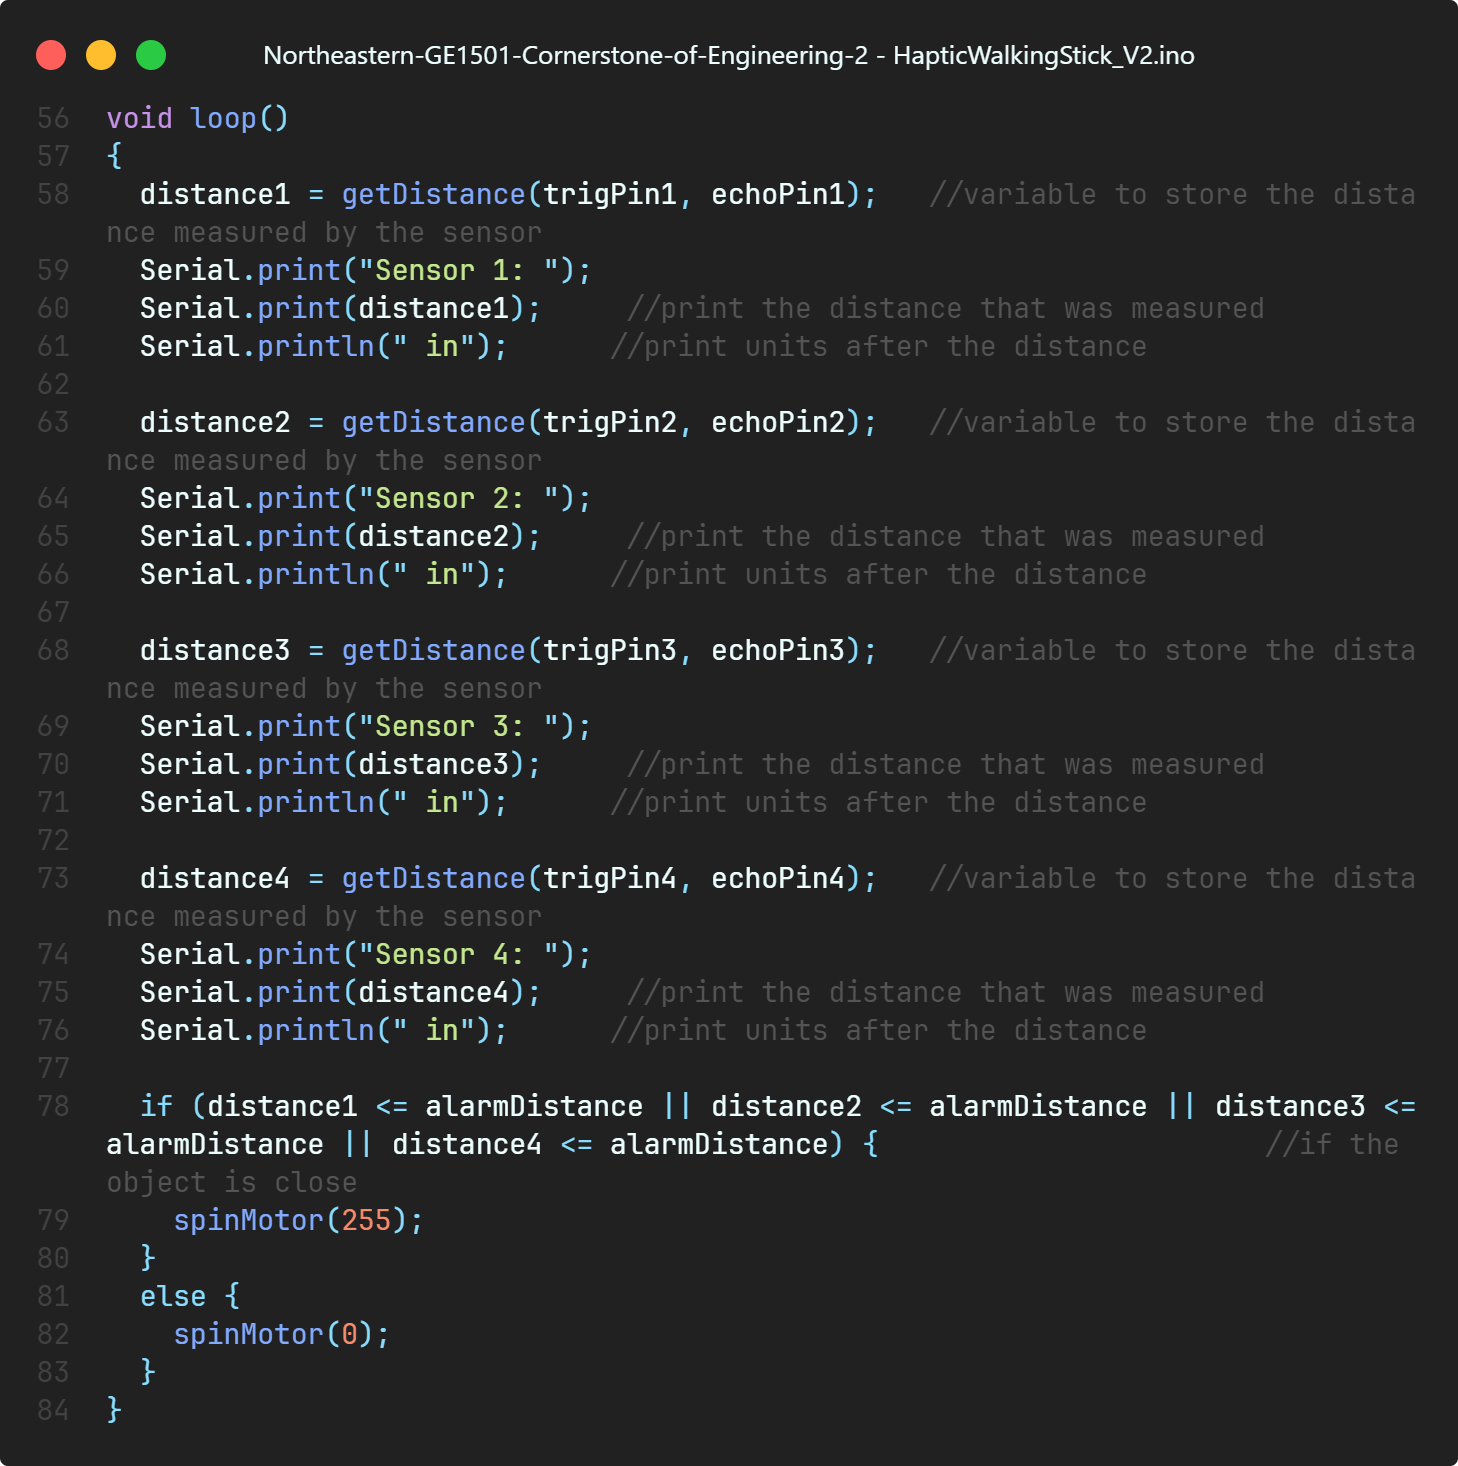 Northeastern-GE1501-Cornerstone-of-Engineering-2 - HapticWalkingStick_V2.ino
56 void loop()
57 {
58   distance1 = getDistance(trigPin1, echoPin1);   //variable to store the dista
nce measured by the sensor
59   Serial.print("Sensor 1: ");
60   Serial.print(distance1);     //print the distance that was measured
61   Serial.println(" in");      //print units after the distance
62
63   distance2 = getDistance(trigPin2, echoPin2);   //variable to store the dista
nce measured by the sensor
64   Serial.print("Sensor 2: ");
65   Serial.print(distance2);     //print the distance that was measured
66   Serial.println(" in");      //print units after the distance
67
68   distance3 = getDistance(trigPin3, echoPin3);   //variable to store the dista
nce measured by the sensor
69   Serial.print("Sensor 3: ");
70   Serial.print(distance3);     //print the distance that was measured
71   Serial.println(" in");      //print units after the distance
72
73   distance4 = getDistance(trigPin4, echoPin4);   //variable to store the dista
nce measured by the sensor
74   Serial.print("Sensor 4: ");
75   Serial.print(distance4);     //print the distance that was measured
76   Serial.println(" in");      //print units after the distance
77
78   if (distance1 <= alarmDistance || distance2 <= alarmDistance || distance3 <=
alarmDistance || distance4 <= alarmDistance) {                       //if the
object is close
79     spinMotor(255);
80   }
81   else {
82     spinMotor(0);
83   }
84 }